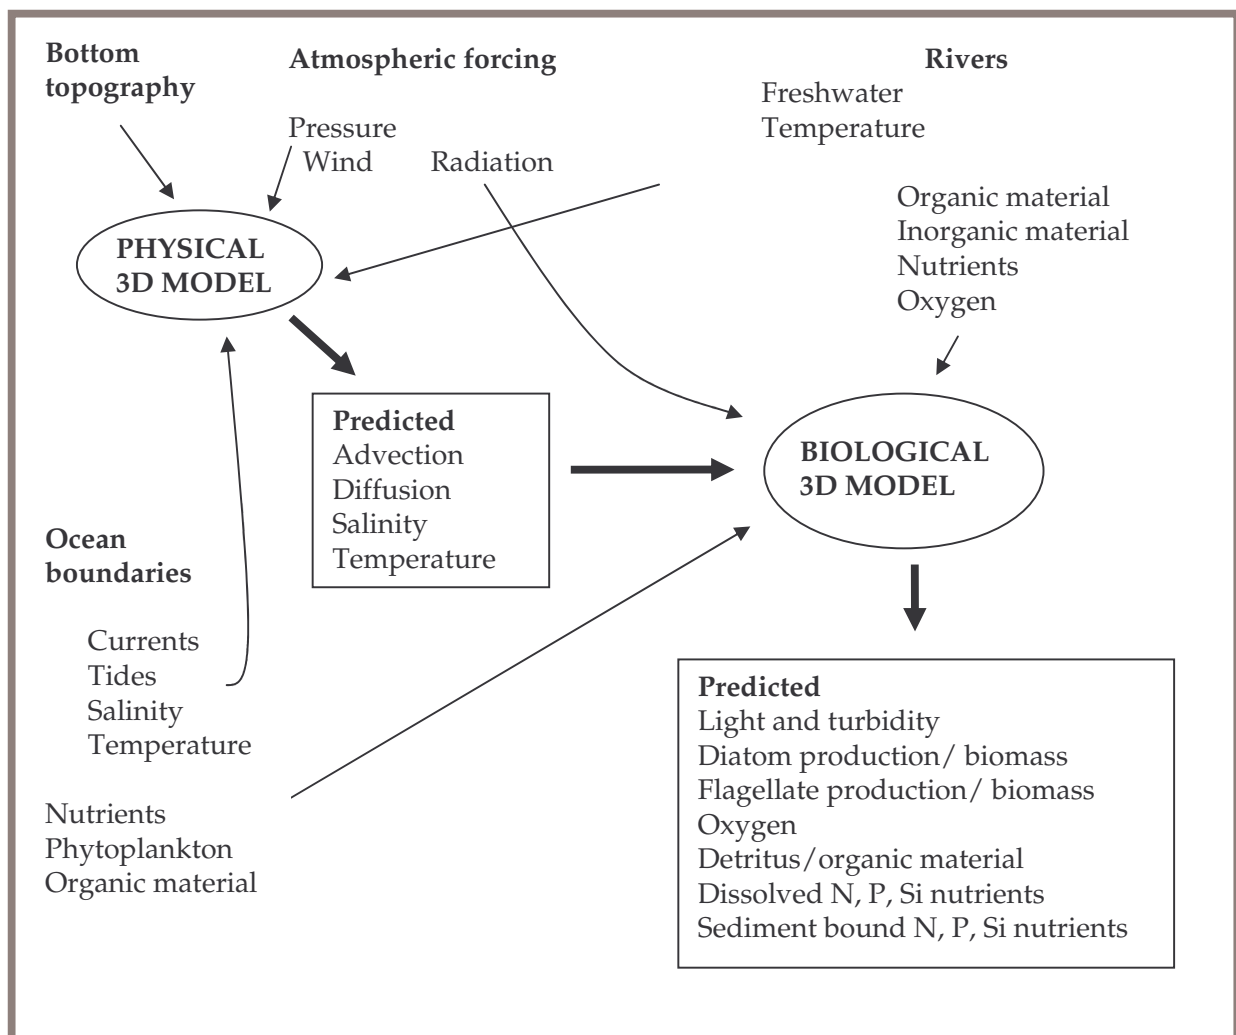 Bottom
topography
Atmospheric forcing
Pressure
Wind
Radiation
Rivers
Freshwater
Temperature
Organic material
Inorganic material
Nutrients
Oxygen
PHYSICAL
3D MODEL
Predicted
Advection
Diffusion
Salinity
Temperature
BIOLOGICAL
3D MODEL
Ocean
boundaries
Currents
Tides
Salinity
Temperature
Nutrients
Phytoplankton
Organic material
Predicted
Light and turbidity
Diatom production/ biomass
Flagellate production/ biomass
Oxygen
Detritus/organic material
Dissolved N, P, Si nutrients
Sediment bound N, P, Si nutrients